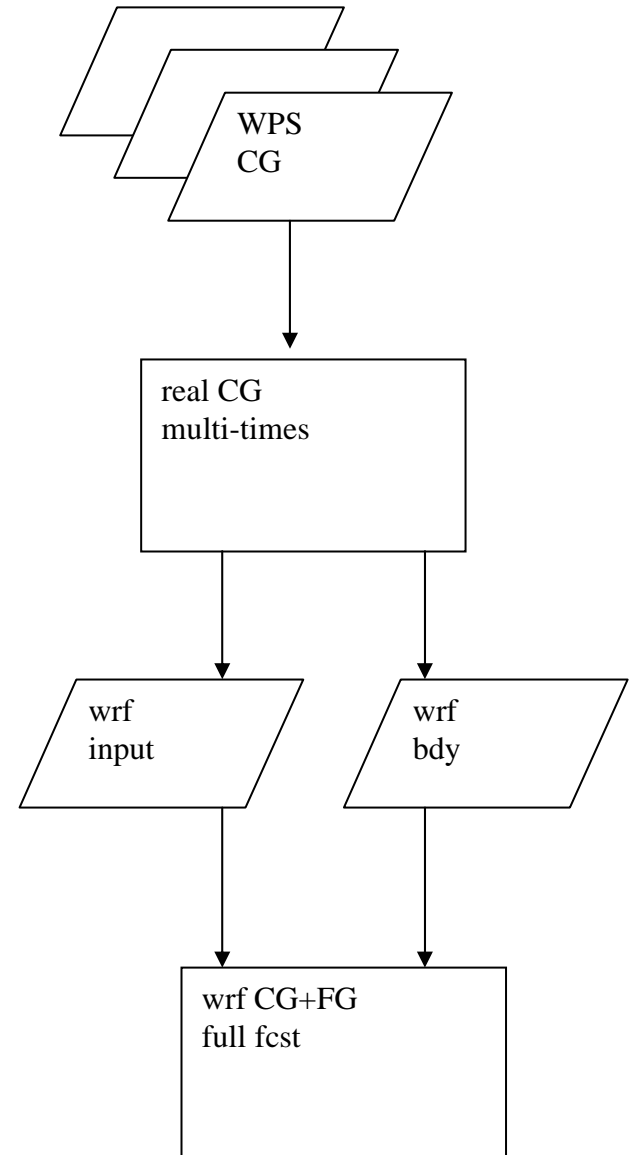 WPS
CG
real CG
multi-times
wrf
input
wrf
bdy
wrf CG+FG
full fcst